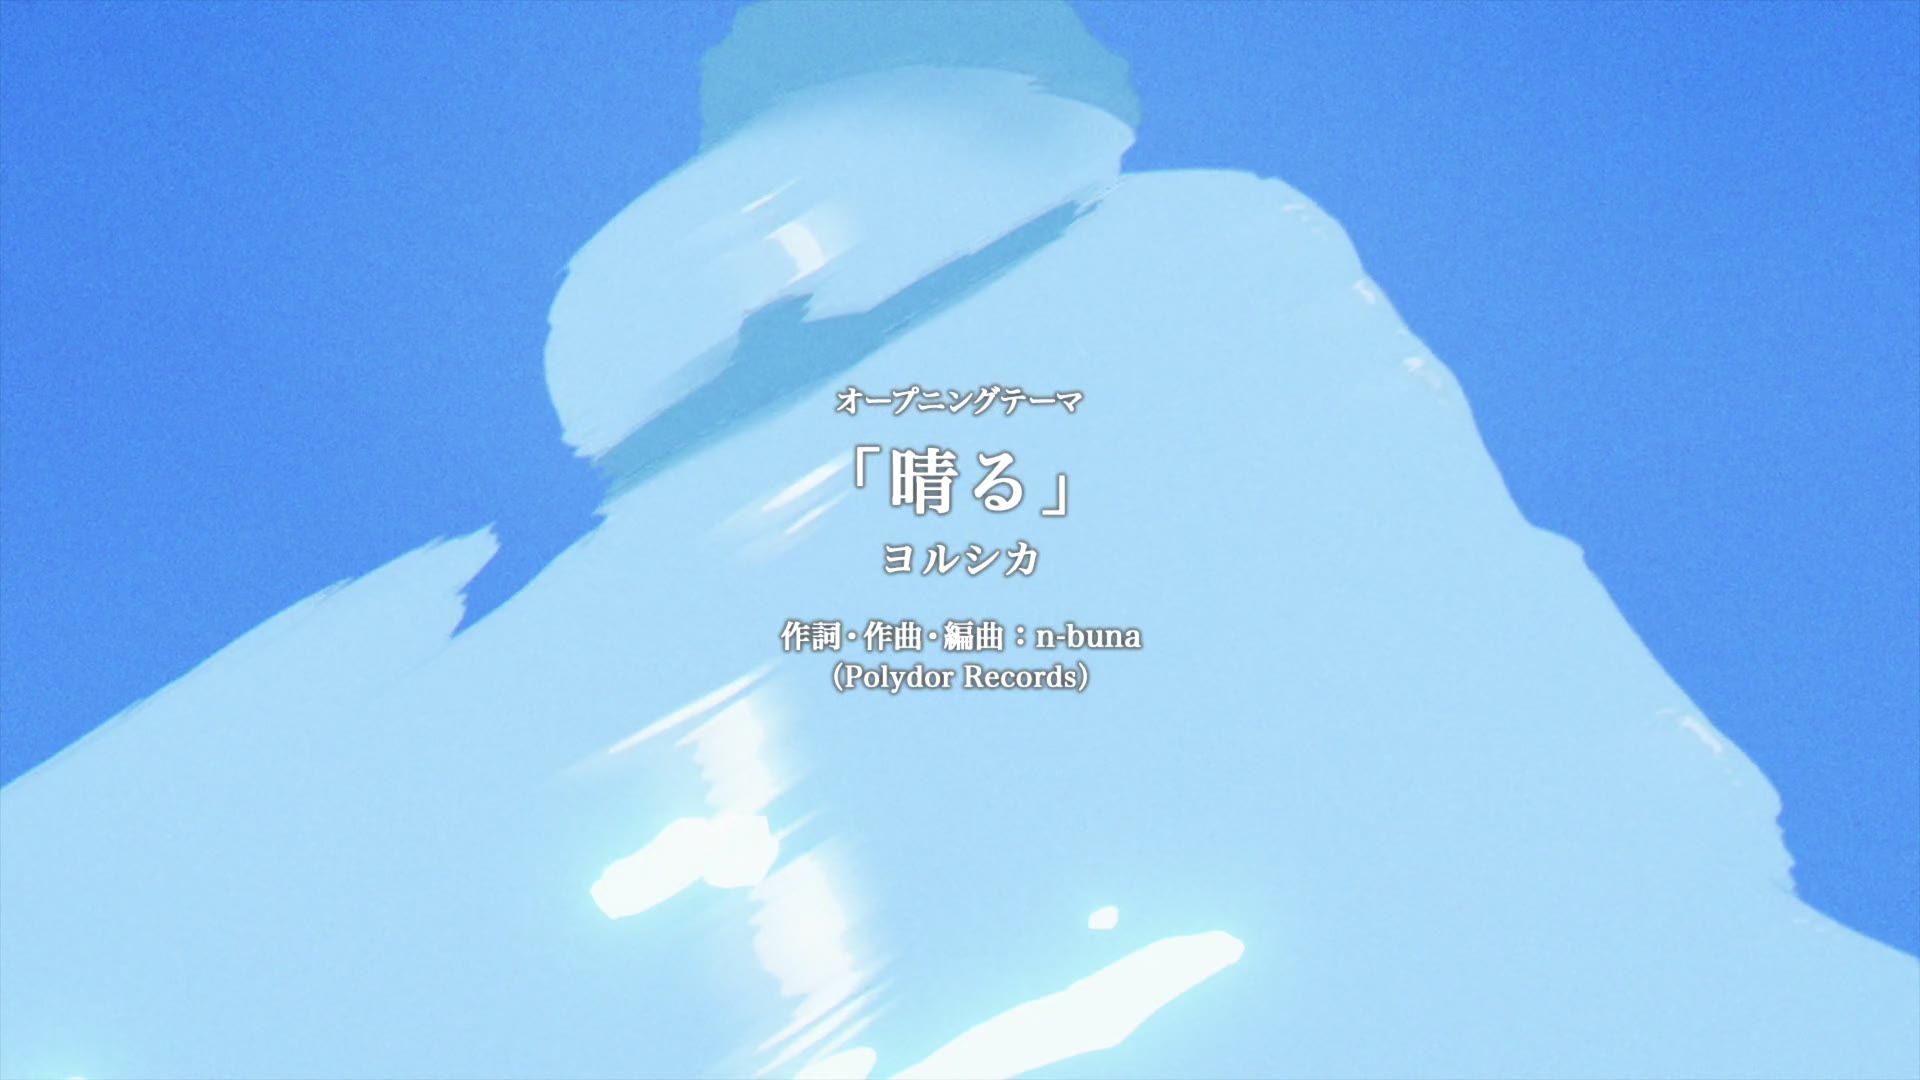 オープニングテーマ
「晴る」
ヨルシカ
作詞・作曲・編曲：n-buna
（Polydor Records）